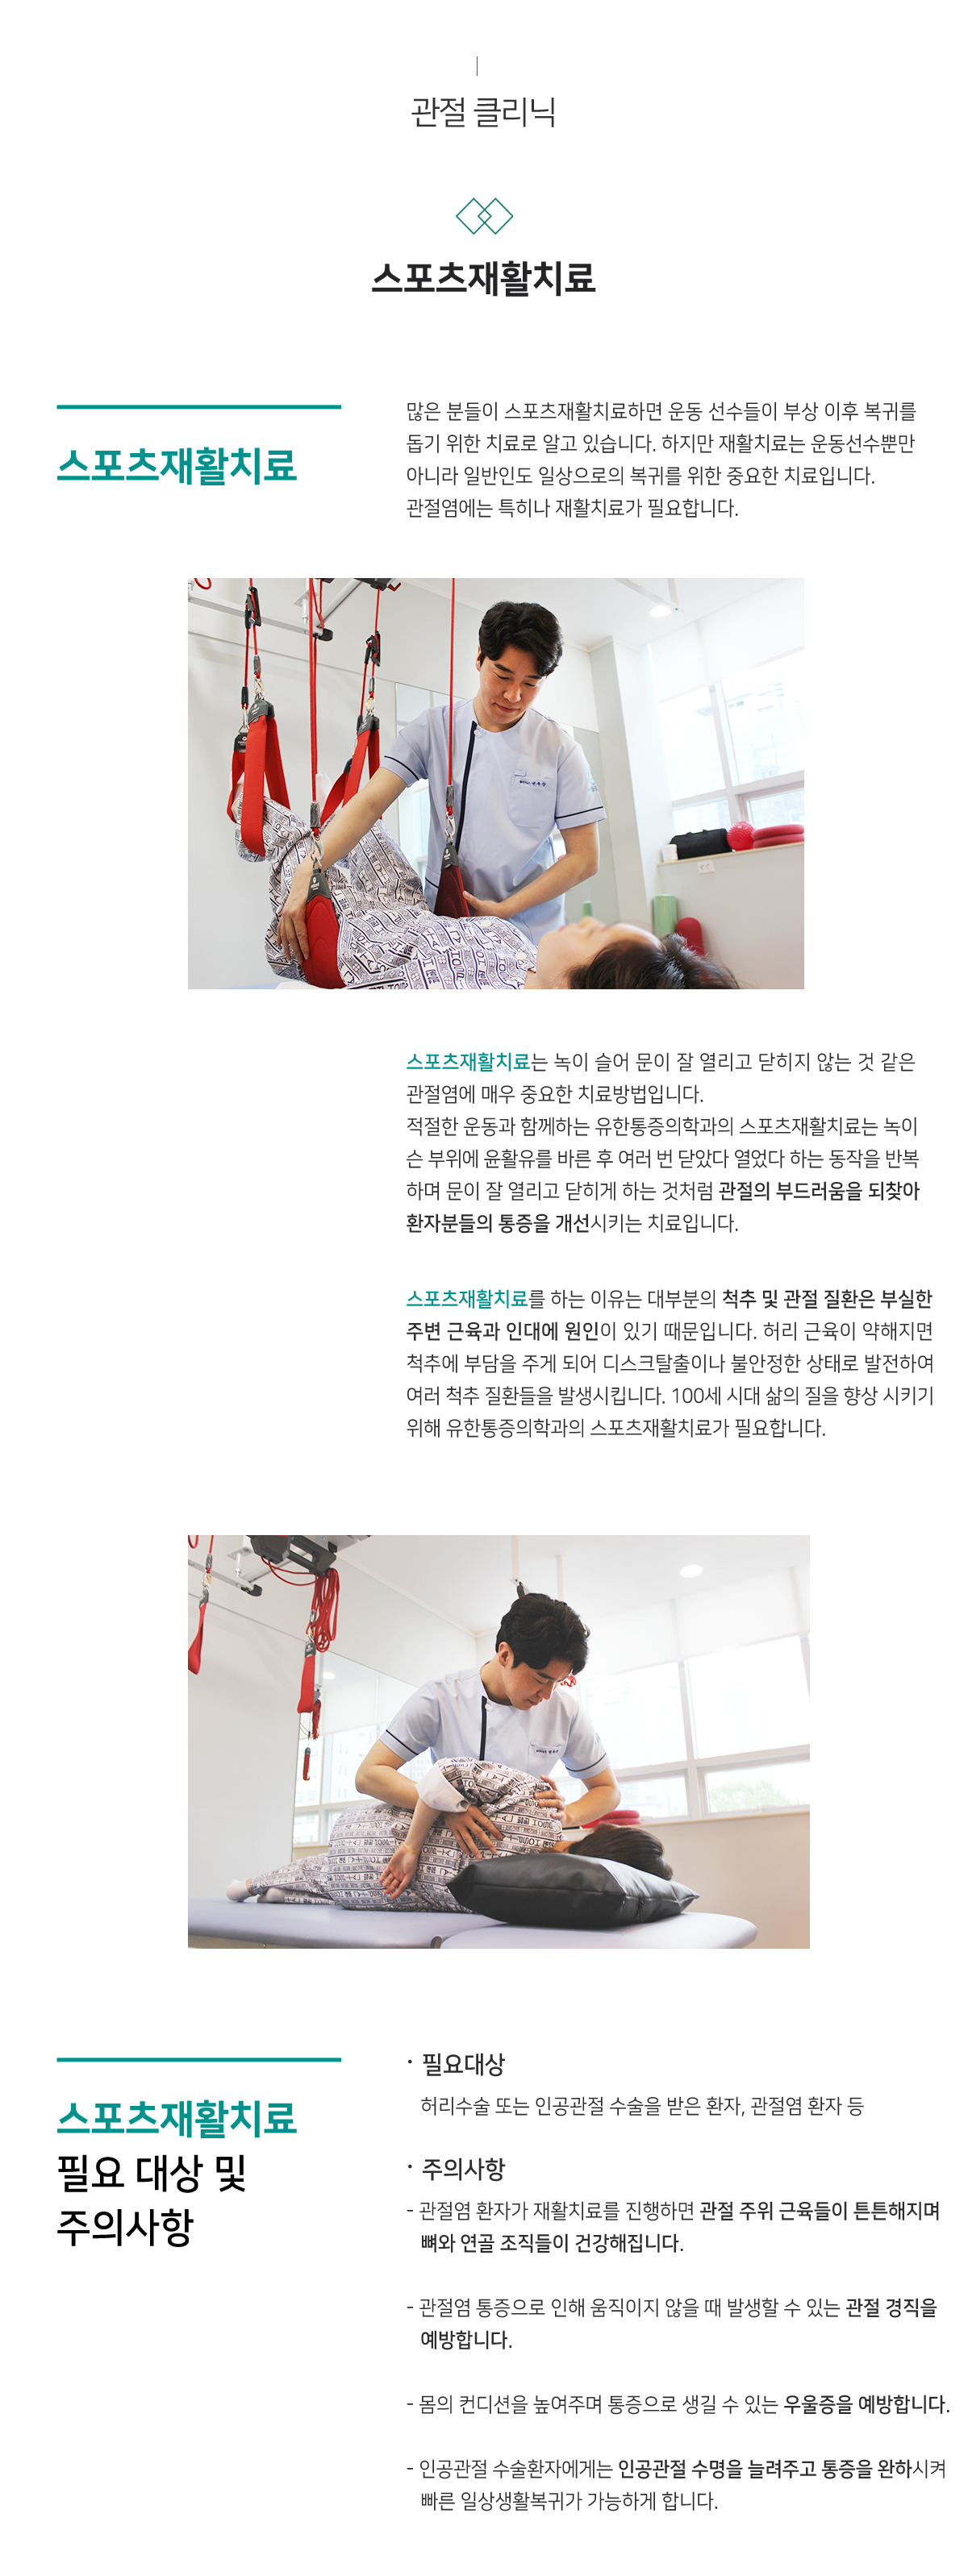 관절 클리닉
스포츠재활치료
스포츠재활치료
많은 분들이 스포츠재활치료하면 운동 선수들이 부상 이후 복귀를
돕기 위한 치료로 알고 있습니다. 하지만 재활치료는 운동선수뿐만
아니라 일반인도 일상으로의 복귀를 위한 중요한 치료입니다.
관절염에는 특히나 재활치료가 필요합니다.
스포츠재활치료는 녹이 슬어 문이 잘 열리고 닫히지 않는 것 같은
관절염에 매우 중요한 치료방법입니다.
적절한 운동과 함께하는 유한통증의학과의 스포츠재활치료는 녹이
슨 부위에 윤활유를 바른 후 여러 번 닫았다 열었다 하는 동작을 반복
하며 문이 잘 열리고 닫히게 하는 것처럼 관절의 부드러움을 되찾아
환자분들의 통증을 개선시키는 치료입니다.
스포츠재활치료를 하는 이유는 대부분의 척추 및 관절 질환은 부실한
주변 근육과 인대에 원인이 있기 때문입니다. 허리 근육이 약해지면
척추에 부담을 주게 되어 디스크탈출이나 불안정한 상태로 발전하여
여러 척추 질환들을 발생시킵니다. 100세 시대 삶의 질을 향상 시키기
위해 유한통증의학과의 스포츠재활치료가 필요합니다.
스포츠재활치료
필요 대상 및
주의사항
· 필요대상
허리수술 또는 인공관절 수술을 받은 환자, 관절염 환자 등
· 주의사항
- 관절염 환자가 재활치료를 진행하면 관절 주위 근육들이 튼튼해지며
뼈와 연골 조직들이 건강해집니다.
- 관절염 통증으로 인해 움직이지 않을 때 발생할 수 있는 관절 경직을
예방합니다.
- 몸의 컨디션을 높여주며 통증으로 생길 수 있는 우울증을 예방합니다.
- 인공관절 수술환자에게는 인공관절 수명을 늘려주고 통증을 완하시켜
빠른 일상생활복귀가 가능하게 합니다.